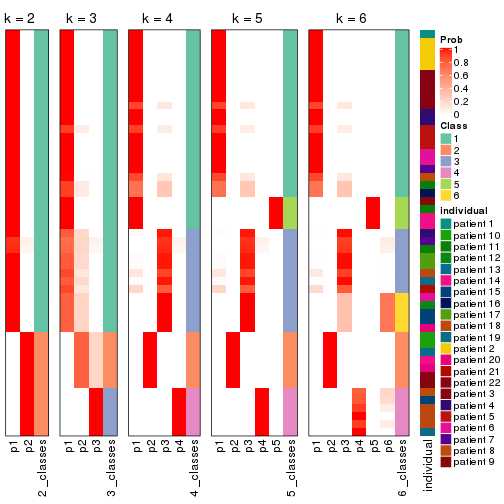 k = 2
k = 3
k = 4
k = 5
k = 6
p1
p2
2_classes
p1
p2
p3
3_classes
p1
p2
p3
p4
4_classes
p1
p2
p3
p4
p5
5_classes
p1
p2
p3
p4
p5
p6
6_classes
individual
Prob
1
0.8
0.6
0.4
0.2
0
Class
1
2
3
4
5
6
Individual
patient 1
patient 10
patient 11
patient 12
patient 13
patient 14
patient 15
patient 16
patient 17
patient 18
patient 19
patient 2
patient 20
patient 21
patient 22
patient 3
patient 4
patient 5
patient 6
patient 7
patient 8
patient 9